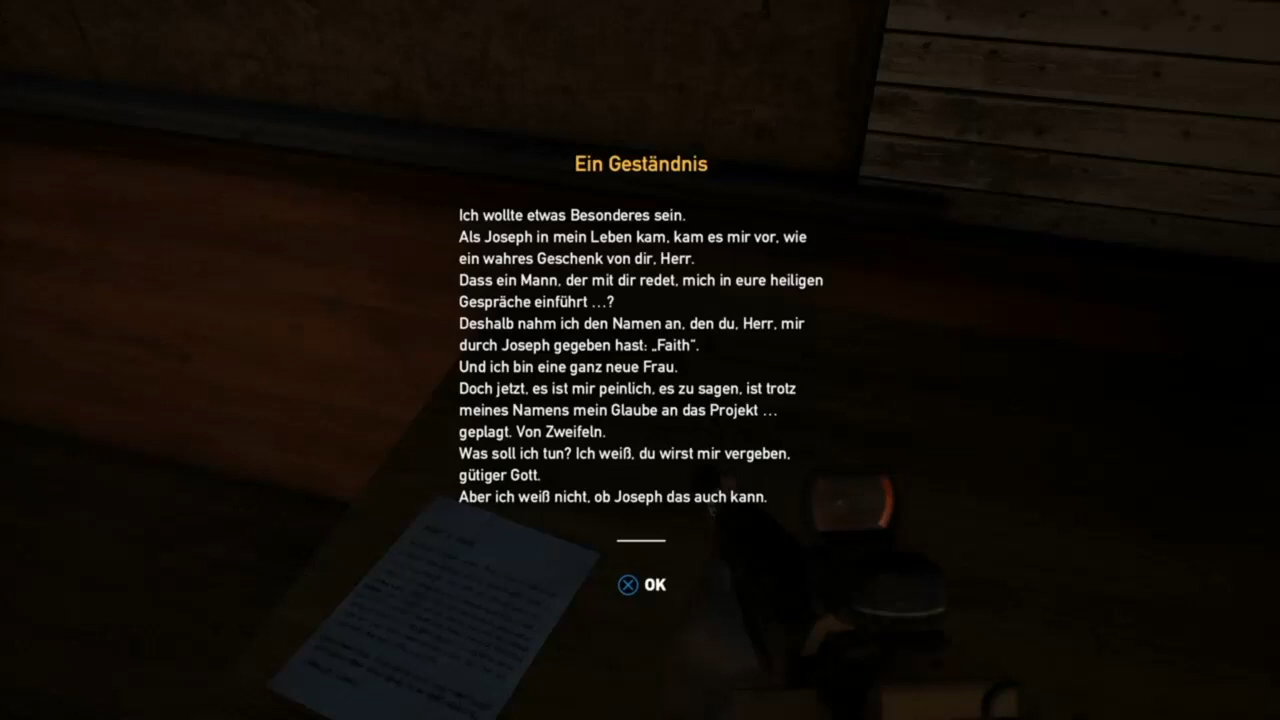 Ein Geständnis
Ich wollte etwas Besonderes sein.
Als Joseph in mein Leben kam, kam es mir vor, wie
ein wahres Geschenk von dir, Herr.
Dass ein Mann, der mit dir redet, mich in eure heiligen
Gespräche einführt ...?
Deshalb nahm ich den Namen an, den du, Herr, mir
durch Joseph gegeben hast: „Faith“.
Und ich bin eine ganz neue Frau.
Doch jetzt, es ist mir peinlich, es zu sagen, ist trotz
meines Namens mein Glaube an das Projekt ...
geplagt. Von Zweifeln.
Was soll ich tun? Ich weiß, du wirst mir vergeben,
gütiger Gott.
Aber ich weiß nicht, ob Joseph das auch kann.
OK